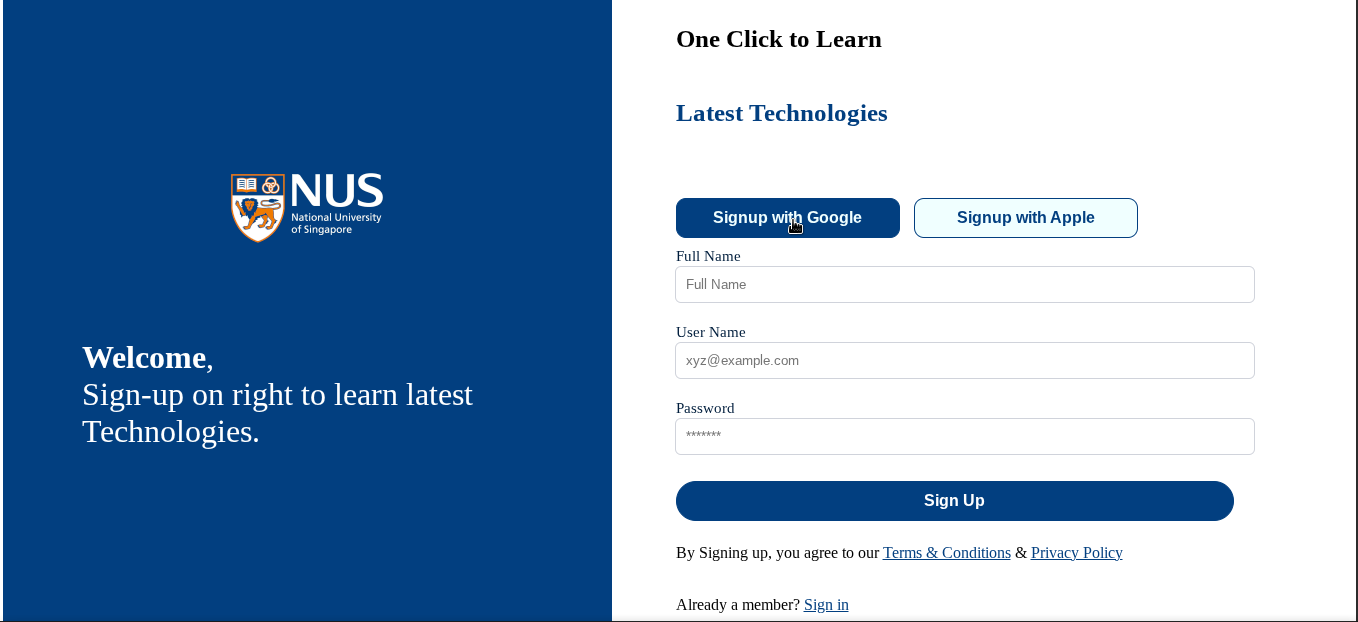 NUS
National University
of Singapore
Welcome,
Sign-up on right to learn latest
Technologies.
One Click to Learn
Latest Technologies
Signup with Google
Signup with Apple
Full Name
Full Name
User Name
xyz@example.com
Password
*******
Sign Up
By Signing up, you agree to our Terms & Conditions & Privacy Policy
Already a member? Sign in